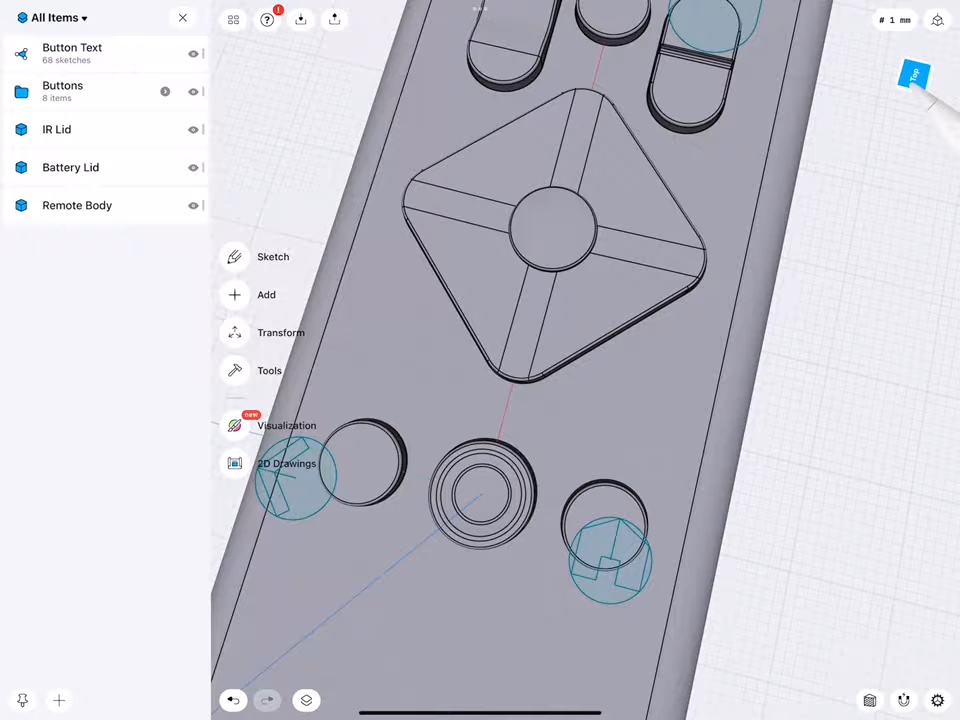 All Items
!
# 1 mm
Top
Button Text
68 sketches
Buttons
8 items
IR Lid
Battery Lid
Remote Body
Sketch
Add
Transform
Tools
new
Visualization
2D Drawings